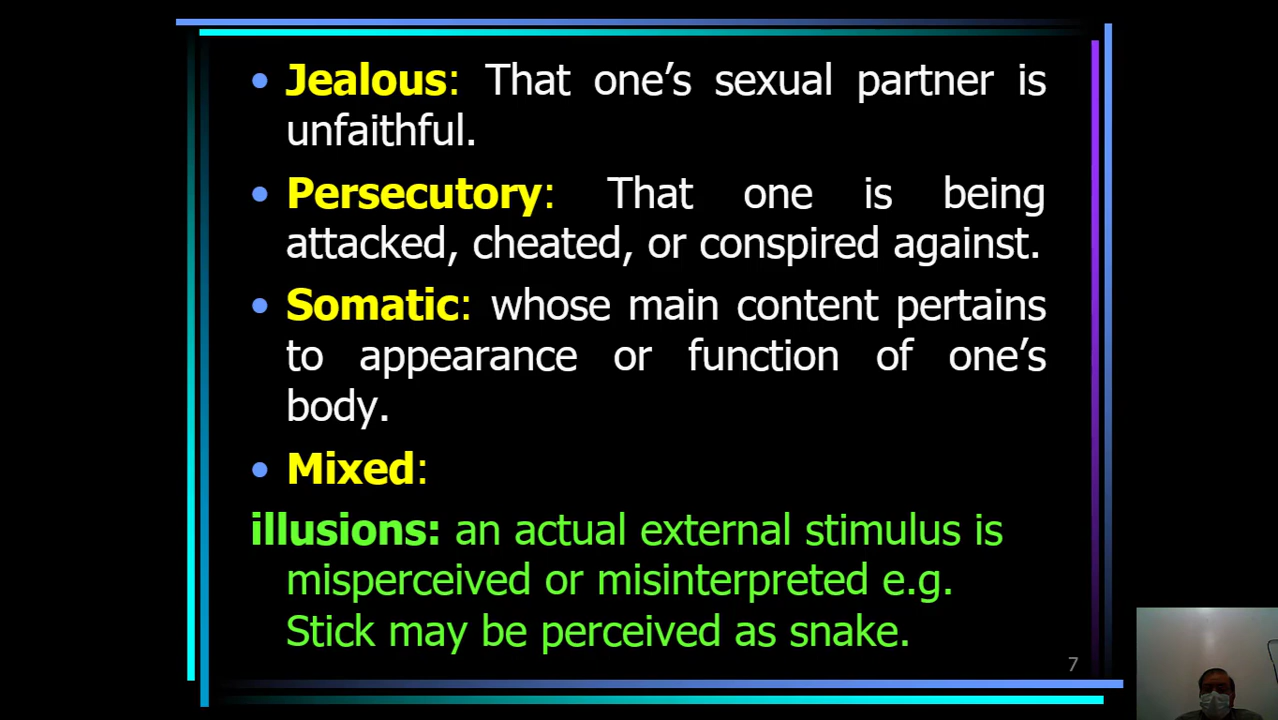 • Jealous: That one’s sexual partner is
unfaithful.
• Persecutory: That one is being
attacked, cheated, or conspired against.
• Somatic: whose main content pertains
to appearance or function of one’s
body.
• Mixed:
illusions: an actual external stimulus is
misperceived or misinterpreted e.g.
Stick may be perceived as snake.
7